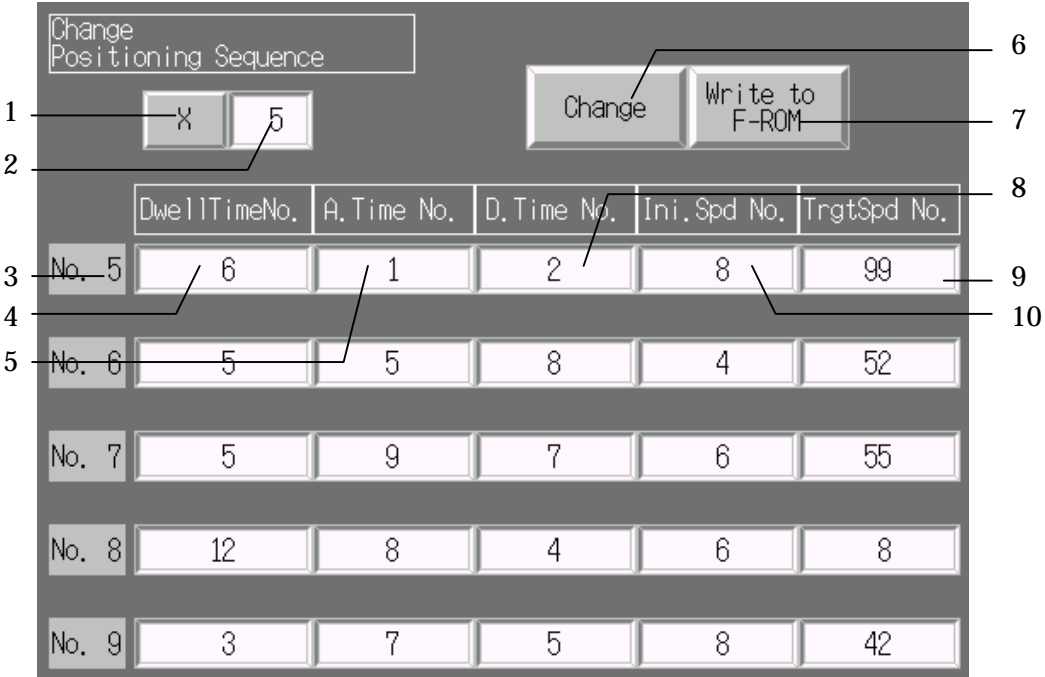 Change
Positioning Sequence
6
1
X
5
Change
Write to
F-ROM
7
2
DwellTimeNo.
A.Time No.
D.Time No.
Ini.Spd No.
TrgtSpd No.
8
3
No. 5
6
1
2
8
99
9
4
10
5
No. 6
5
5
8
4
52
No. 7
5
9
7
6
55
No. 8
12
8
4
6
8
No. 9
3
7
5
8
42